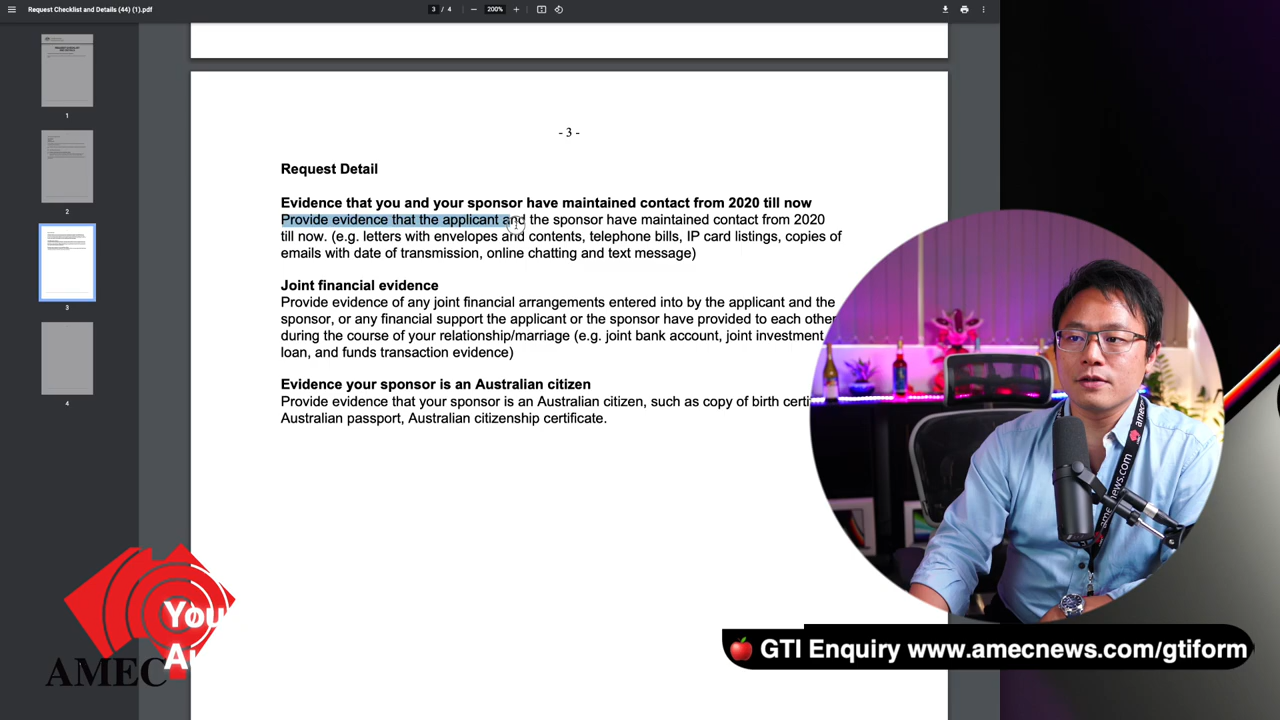 Request Checklist and Details (44) (1).pdf
3 / 4
200%
1
2
3
4
- 3 -
Request Detail
Evidence that you and your sponsor have maintained contact from 2020 till now
Provide evidence that the applicant and the sponsor have maintained contact from 2020
till now. (e.g. letters with envelopes and contents, telephone bills, IP card listings, copies of
emails with date of transmission, online chatting and text message)
Joint financial evidence
Provide evidence of any joint financial arrangements entered into by the applicant and the
sponsor, or any financial support the applicant or the sponsor have provided to each other
during the course of your relationship/marriage (e.g. joint bank account, joint investment
loan, and funds transaction evidence)
Evidence your sponsor is an Australian citizen
Provide evidence that your sponsor is an Australian citizen, such as copy of birth certi
Australian passport, Australian citizenship certificate.
amecnews.com
You
A
AMEC
GTI Enquiry www.amecnews.com/gtiform